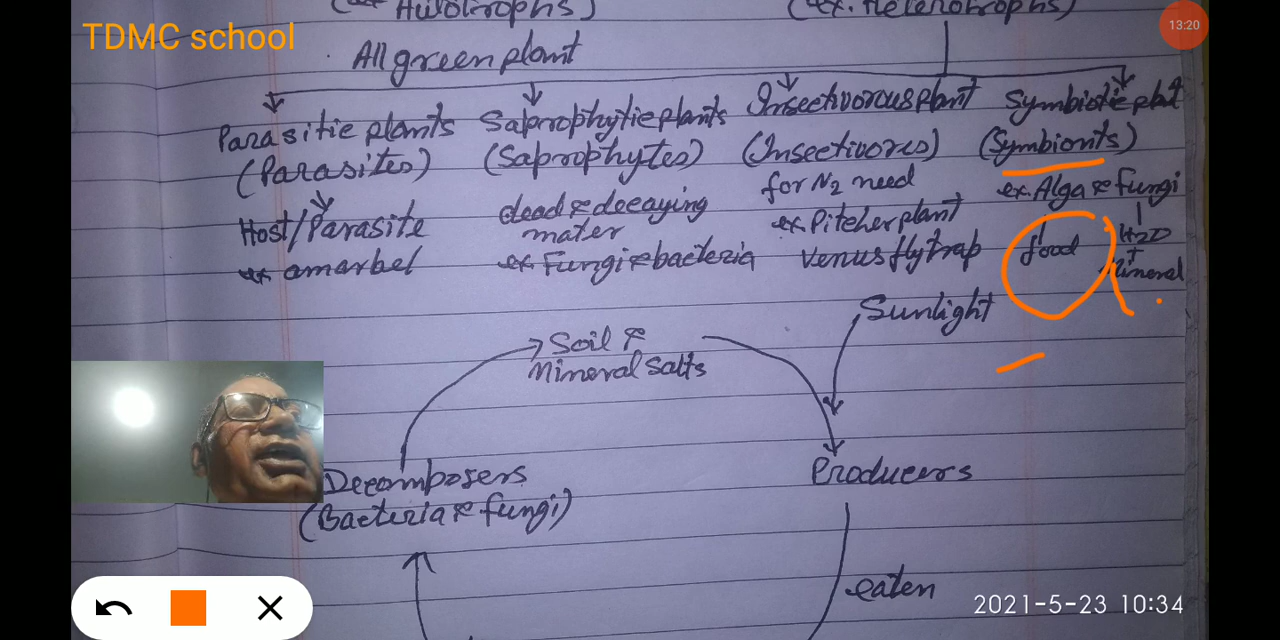 (ex. Autotrophs)
(ex. Heterotrophs)
13:20
TDMC school
All green plant
Parasitic plants
(Parasites)
Host/Parasite
ex amarbel
Saprophytic plants
(Saprophytes)
dead & decaying
mater
ex Fungi & bacteria
Insectivorous plant
(Insectivores)
for N2 need
ex. Pitcher plant
Venus flytrap
Symbiotic plat
(Symbionts)
ex. Alga & fungi
food
H2O
+
Mineral
Sunlight
Soil &
Mineral Salts
Producers
Decomposers
(Bacteria & fungi)
eaten
2021-5-23 10:34